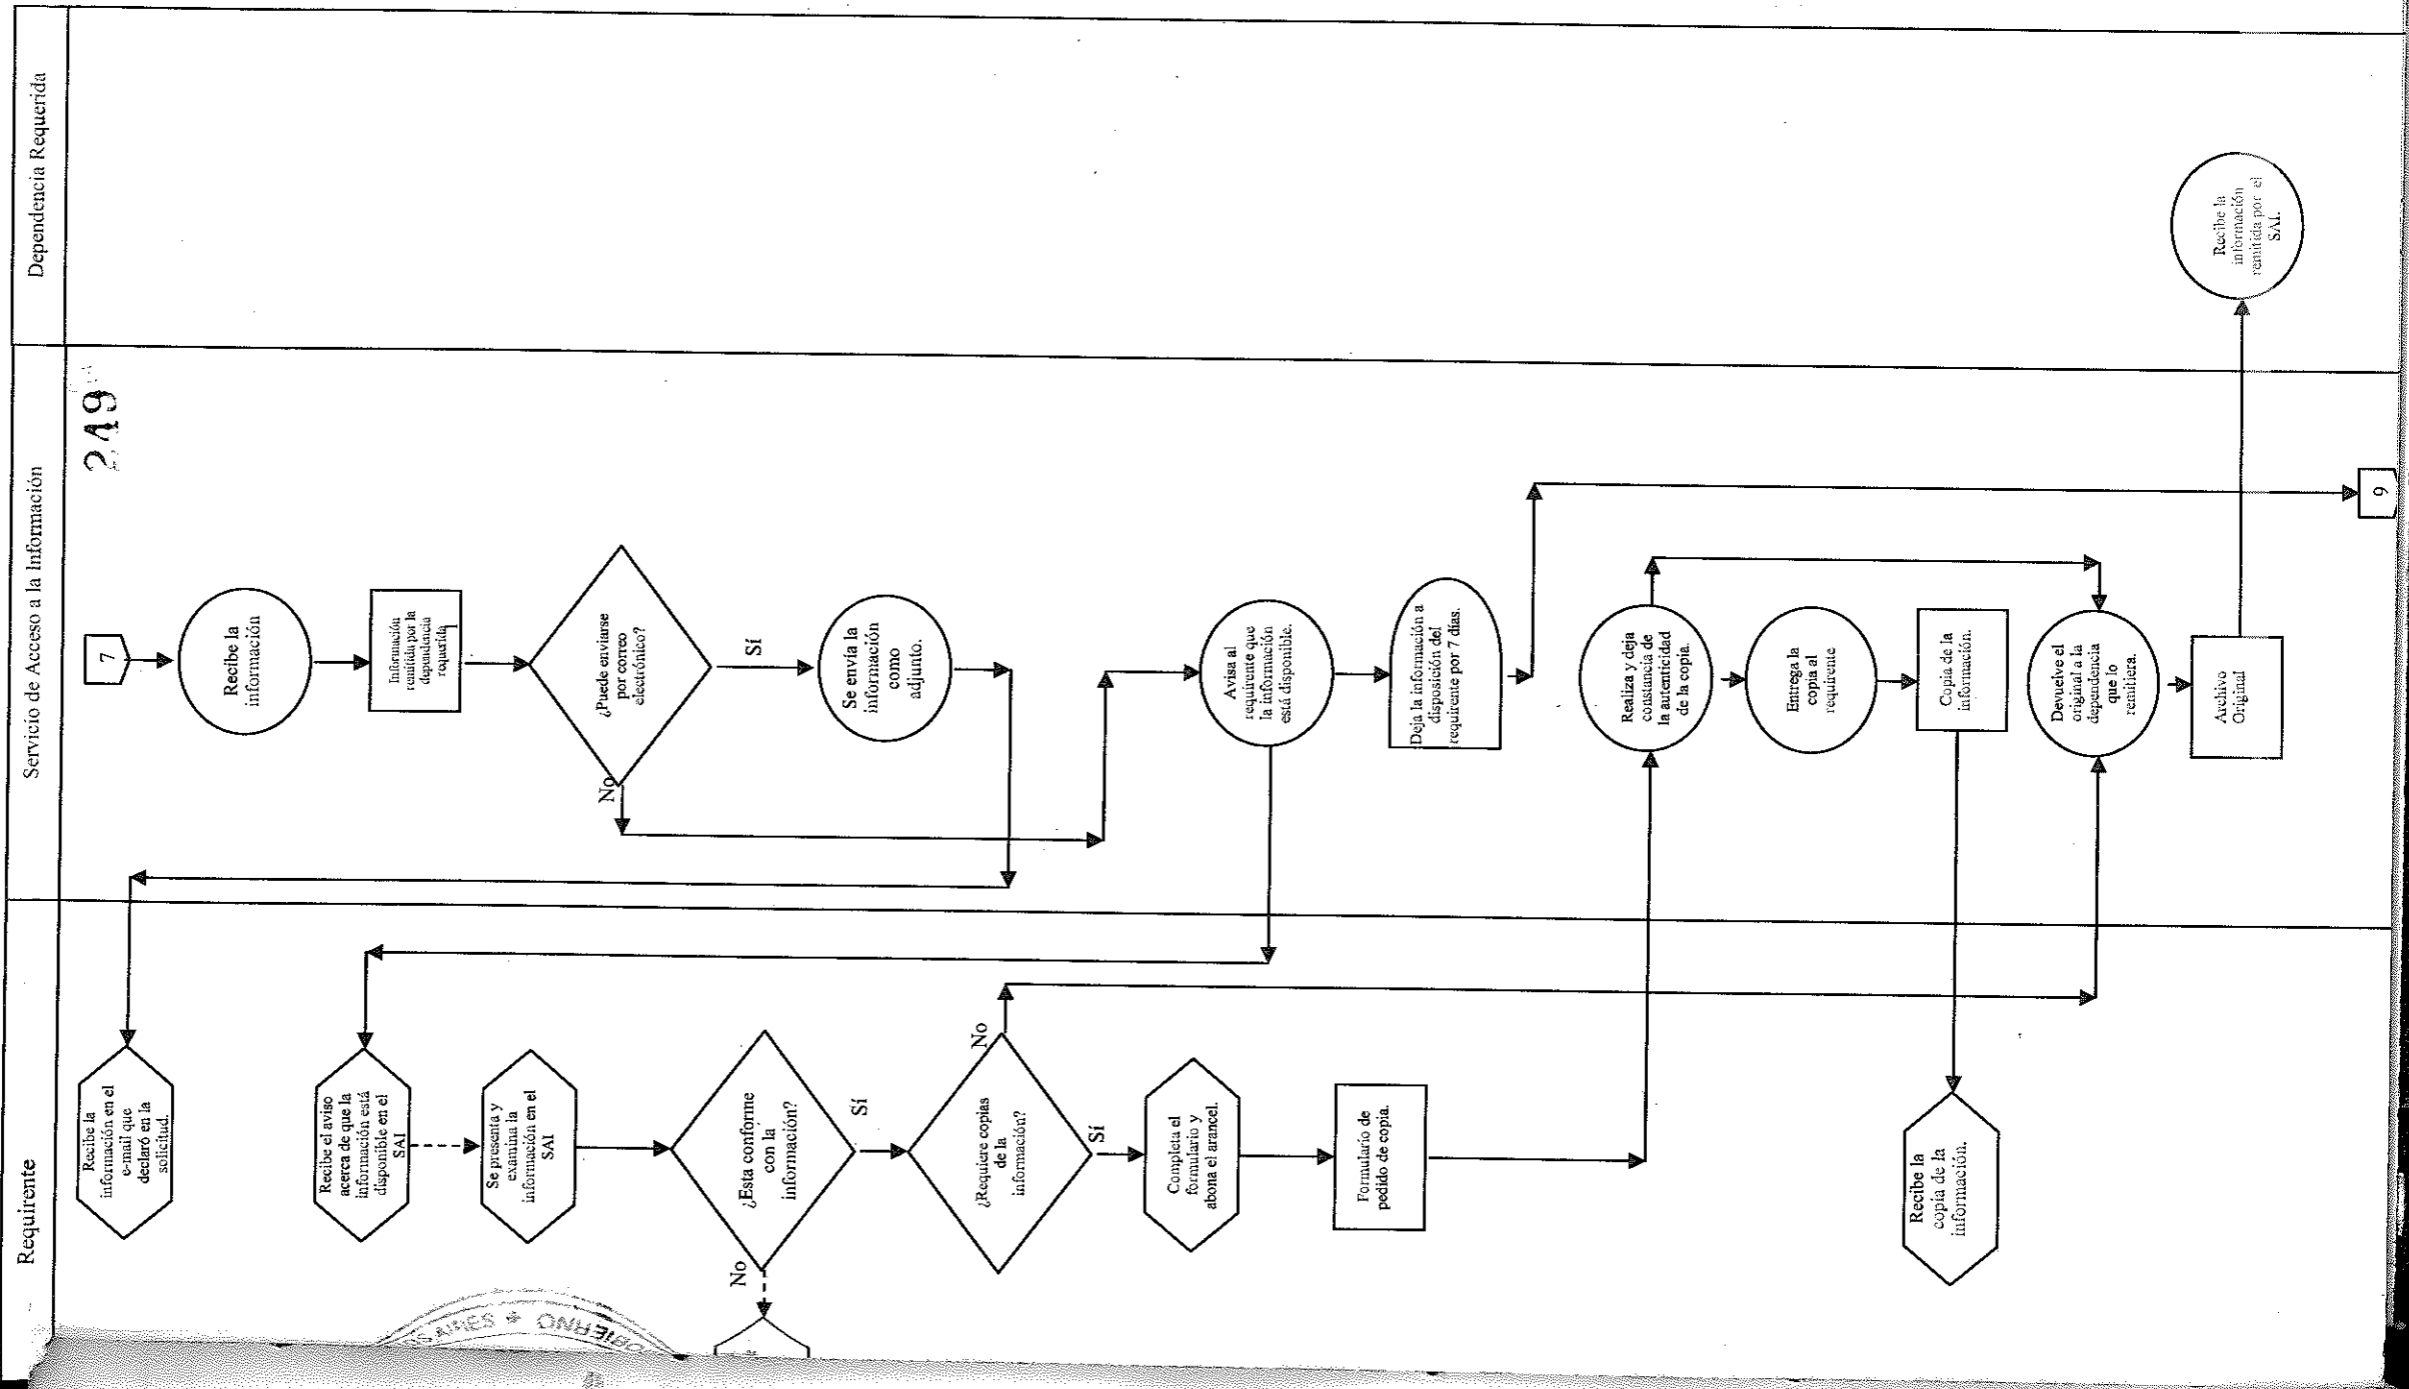 Requirente
Servicio de Acceso a la Información
Dependencia Requerida
2.49
7
Recibe la
información
Información
remitida por la
dependencia
requerida
¿Puede enviarse
por correo
electrónico?
No
Sí
Se envía la
información
como
adjunto.
Recibe la
información en el
e-mail que
declaró en la
solicitud.
Avisa al
requirente que
la información
está disponible.
Recibe el aviso
acerca de que la
información está
disponible en el
SAI
Se presenta y
examina la
información en el
SAI
Deja la información a
disposición del
requirente por 7 días.
¿Esta conforme
con la
información?
No
Sí
¿Requiere copias
de la
información?
No
Sí
Completa el
formulario y
abona el arancel.
Formulario de
pedido de copia.
Realiza y deja
constancia de
la autenticidad
de la copia.
Entrega la
copia al
requirente
Copia de la
información.
Recibe la
copia de la
información.
Devuelve el
original a la
dependencia
que lo
remitiera.
Archivo
Original
Recibe la
información
remitida por el
SAI.
9
OS AIRES * GOBIERNO